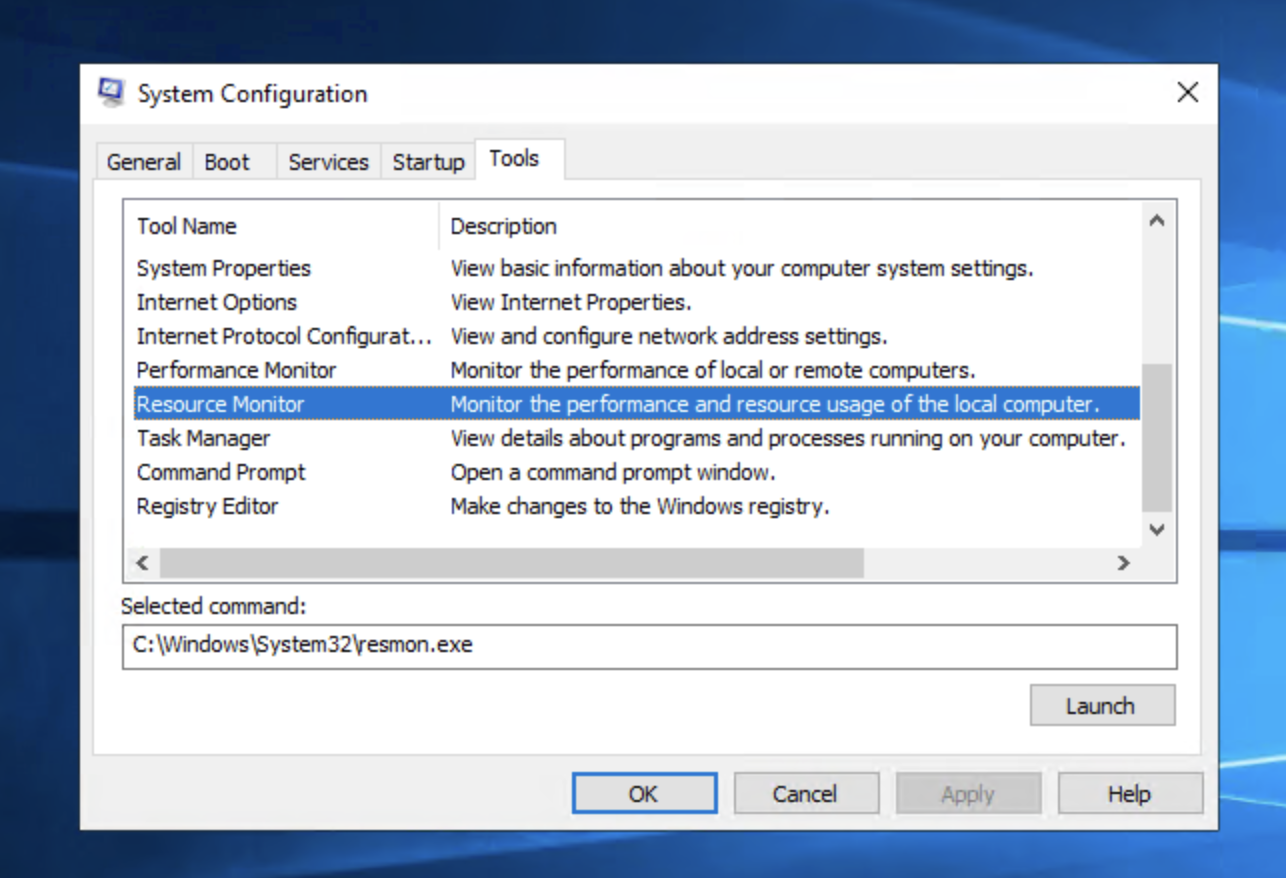 System Configuration
General Boot Services Startup Tools
Tool Name Description
System Properties View basic information about your computer system settings.
Internet Options View Internet Properties.
Internet Protocol Configurat... View and configure network address settings.
Performance Monitor Monitor the performance of local or remote computers.
Resource Monitor Monitor the performance and resource usage of the local computer.
Task Manager View details about programs and processes running on your computer.
Command Prompt Open a command prompt window.
Registry Editor Make changes to the Windows registry.
Selected command:
C:\Windows\System32\resmon.exe
Launch
OK Cancel Apply Help